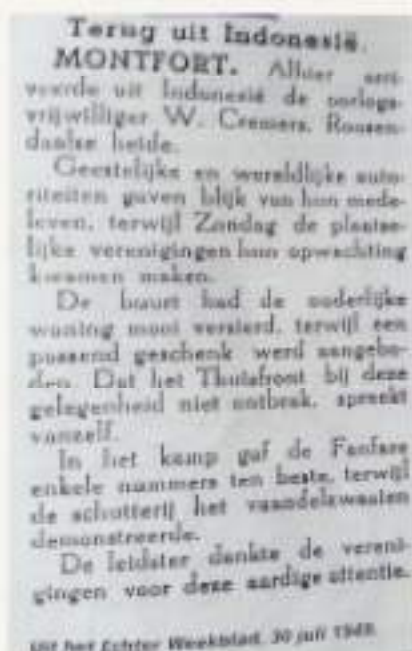 Terug uit Indonesië.
MONTFORT. Alhier arri-
veerde uit Indonesië de oorlogs-
vrijwilliger W. Cremers, Roosen-
daalse heide.
Geestelijke en wereldlijke auto-
riteiten gaven blijk van hun mede-
leven, terwijl Zondag de plaatse-
lijke verenigingen hun opwachting
kwamen maken.
De buurt had de ouderlijke
woning mooi versierd, terwijl een
passend geschenk werd aangebo-
den. Dat het Thuisfront bij deze
gelegenheid niet ontbrak, spreekt
vanzelf.
In het kamp gaf de Fanfare
enkele nummers ten beste, terwijl
de schutterij het vaandelzwaaien
demonstreerde.
De leidster dankte de vereni-
gingen voor deze aardige attentie.
Uit het Echter Weekblad, 30 juli 1949.